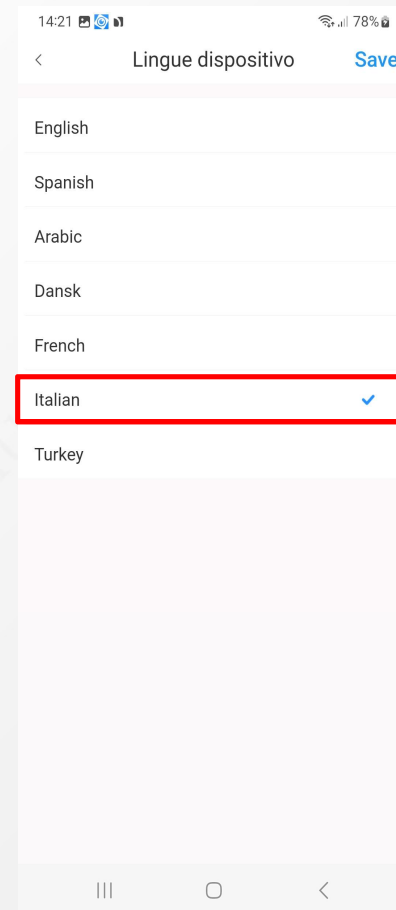 14:21 78%
Lingue dispositivo Save
English
Spanish
Arabic
Dansk
French
Italian
Turkey